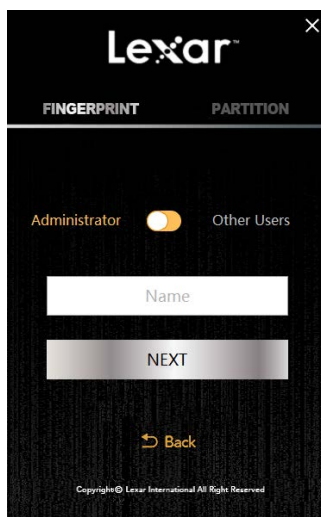 Lexar
FINGERPRINT PARTITION
Administrator Other Users
Name
NEXT
Back
Copyright© Lexar International All Right Reserved